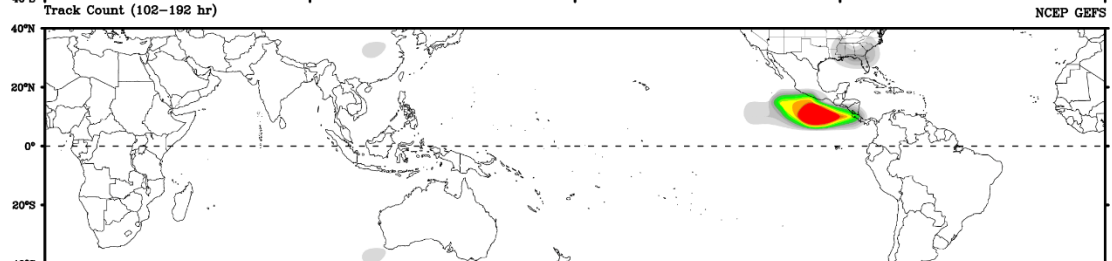 Track Count (102-192 hr) NCEP GEFS
40°N
20°N
0°
20°S